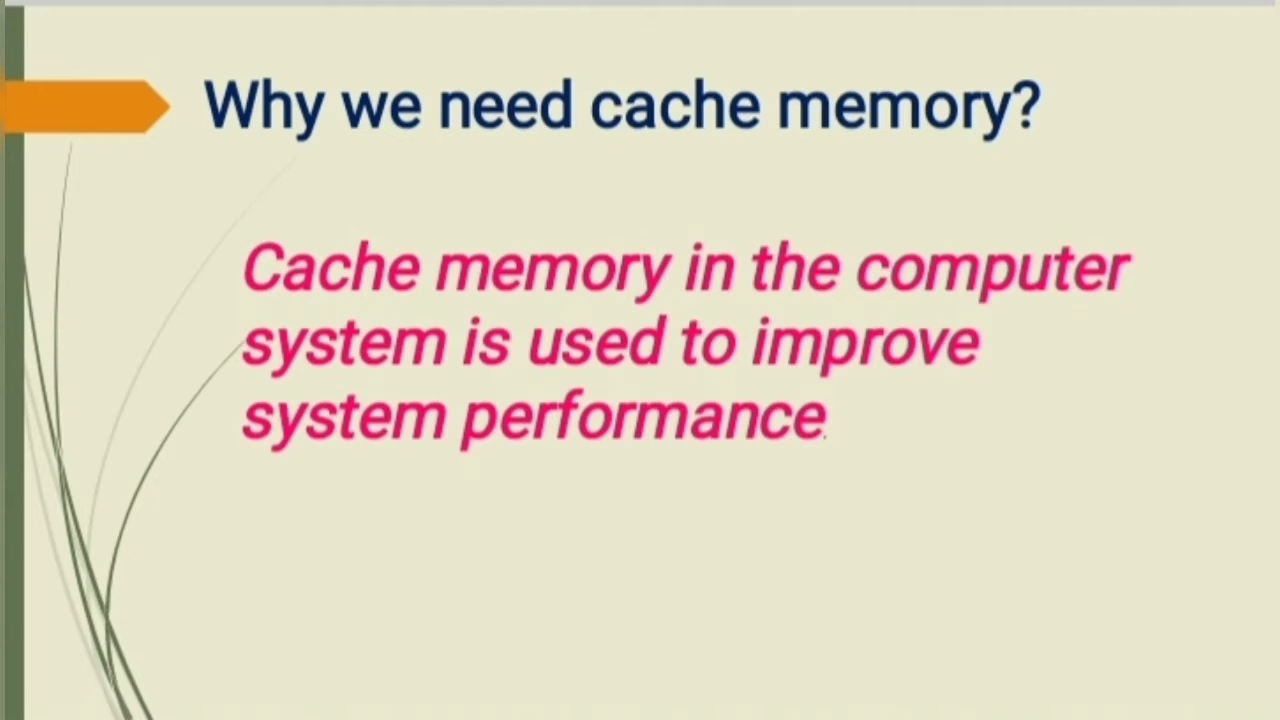 Why we need cache memory?
Cache memory in the computer
system is used to improve
system performance.